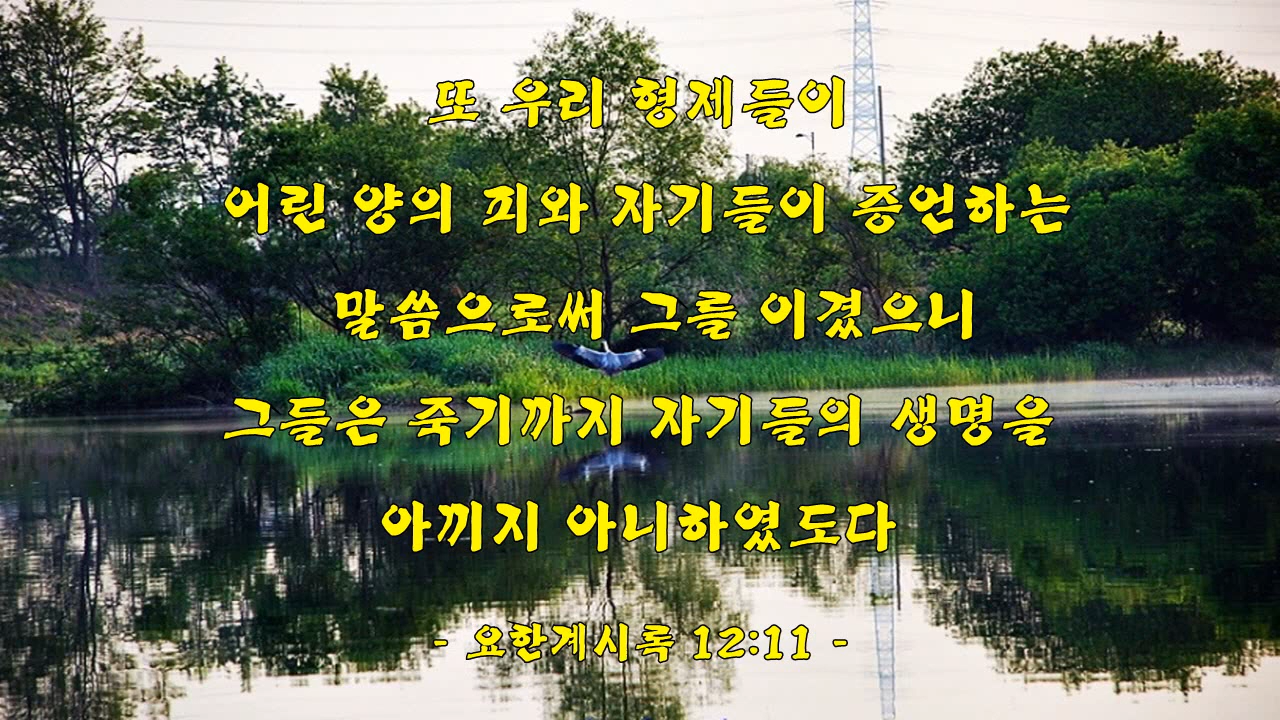 또 우리 형제들이
어린 양의 피와 자기들이 증언하는
말씀으로써 그를 이겼으니
그들은 죽기까지 자기들의 생명을
아끼지 아니하였도다
- 요한계시록 12:11 -